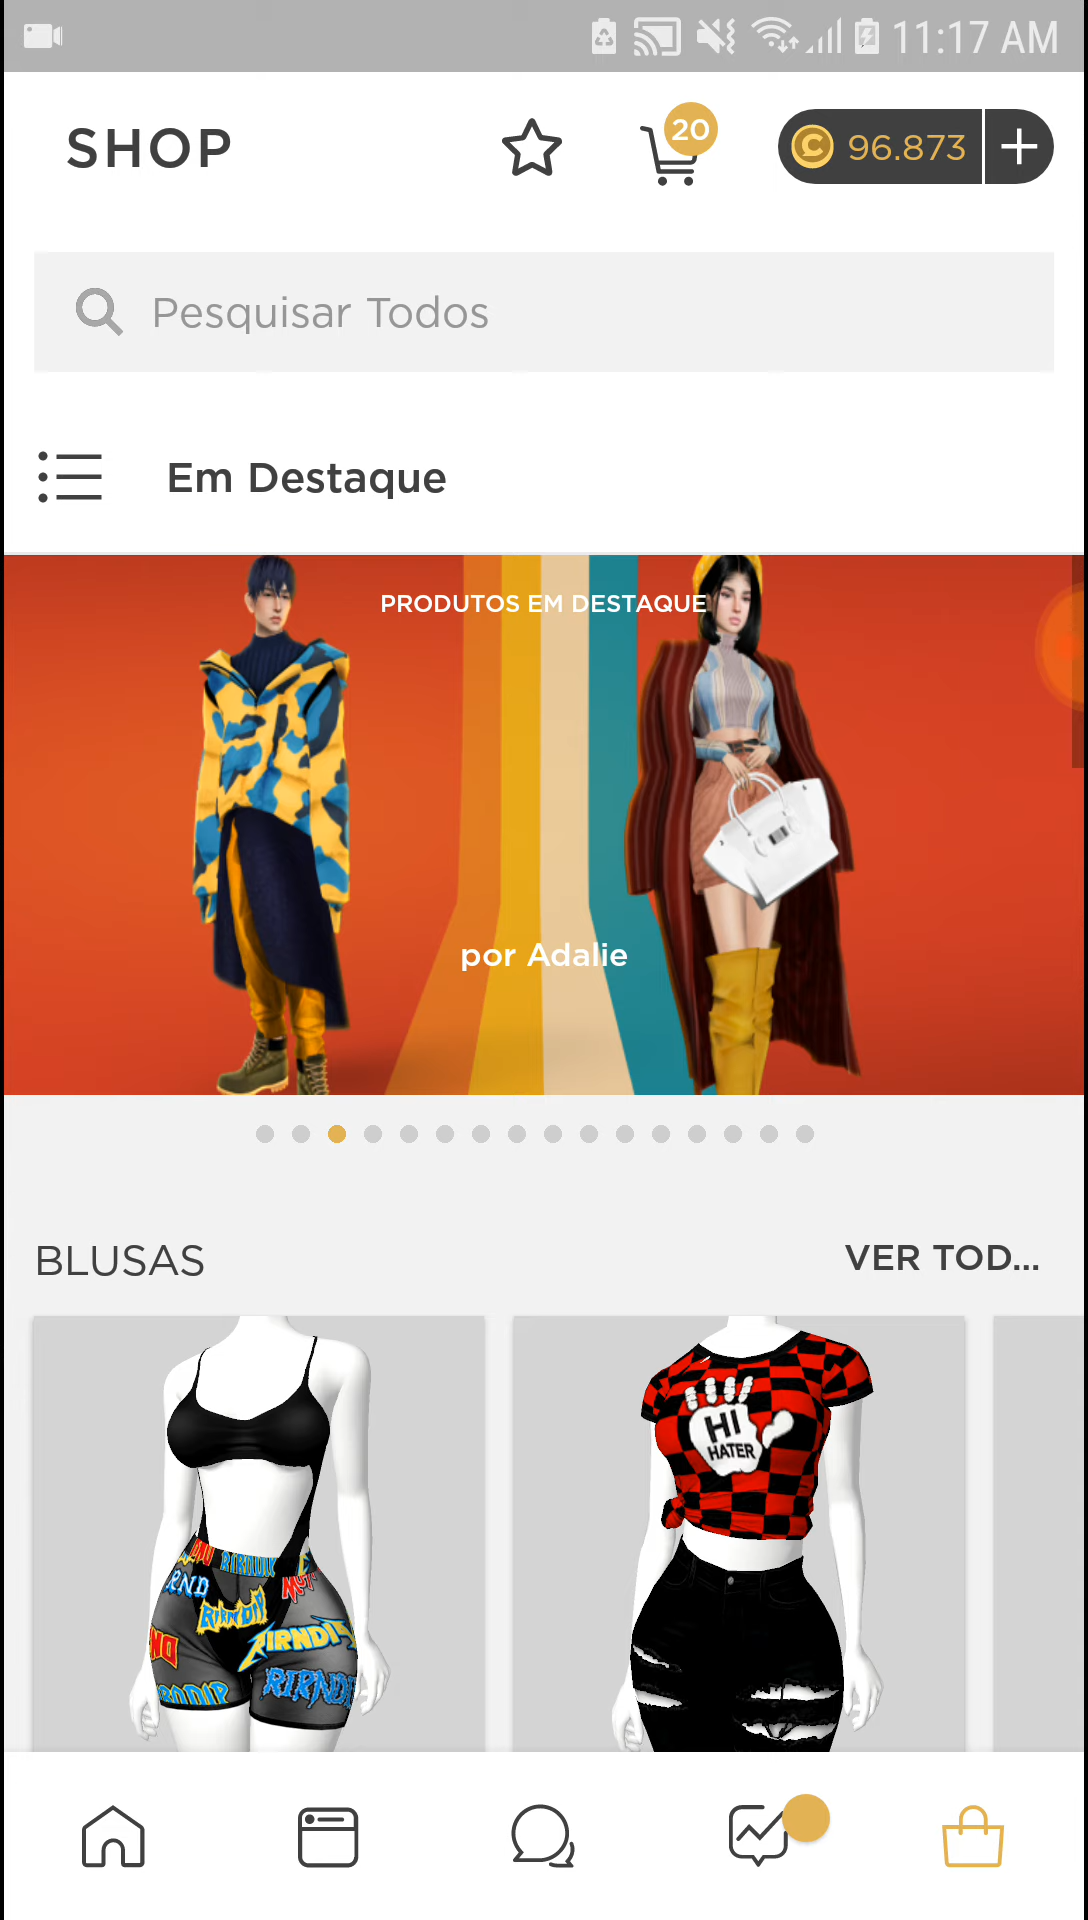 11:17 AM
SHOP
20
96.873
Pesquisar Todos
Em Destaque
PRODUTOS EM DESTAQUE
por Adalie
BLUSAS
VER TOD...
HI
HATER
RIRNDIP